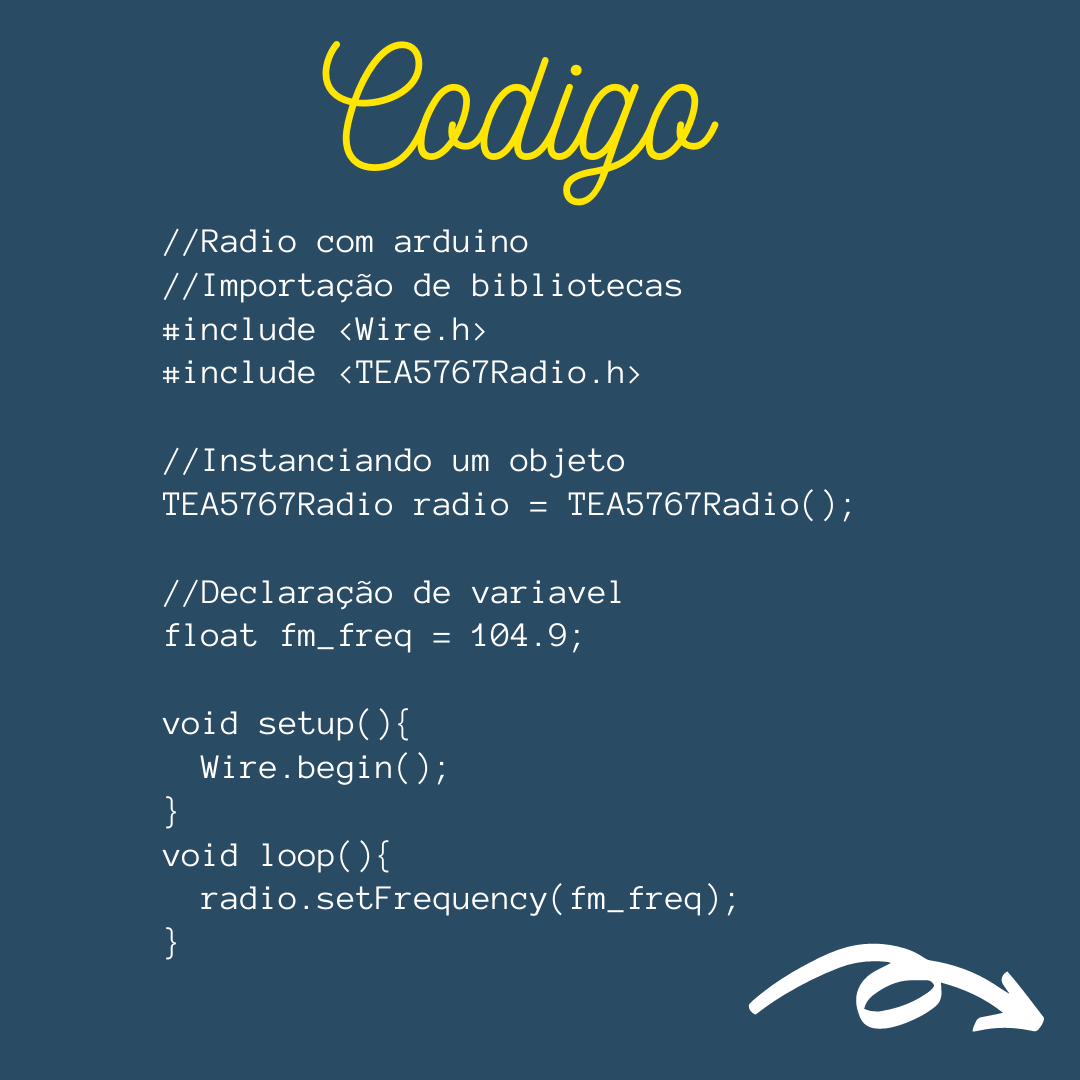 Codigo
//Radio com arduino
//Importação de bibliotecas
#include <Wire.h>
#include <TEA5767Radio.h>
//Instanciando um objeto
TEA5767Radio radio = TEA5767Radio();
//Declaração de variavel
float fm_freq = 104.9;
void setup(){
  Wire.begin();
}
void loop(){
  radio.setFrequency(fm_freq);
}